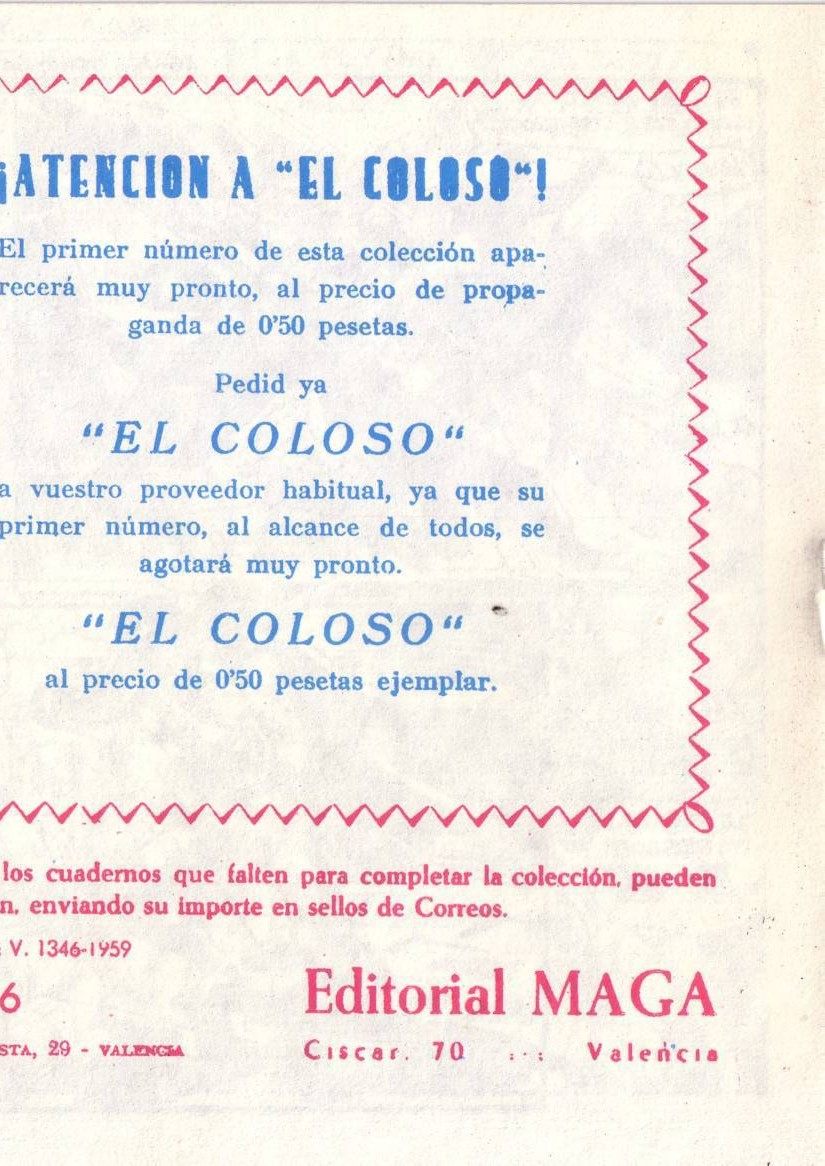 ¡ATENCION A “EL COLOSO“!
El primer número de esta colección apa-
recerá muy pronto, al precio de propa-
ganda de 0’50 pesetas.
Pedid ya
“EL COLOSO“
a vuestro proveedor habitual, ya que su
primer número, al alcance de todos, se
agotará muy pronto.
“EL COLOSO“
al precio de 0’50 pesetas ejemplar.
los cuadernos que falten para completar la colección, pueden
n, enviando su importe en sellos de Correos.
: V. 1346-1959
6
Editorial MAGA
STA, 29 - VALENCIA
Ciscar, 70 Valencia